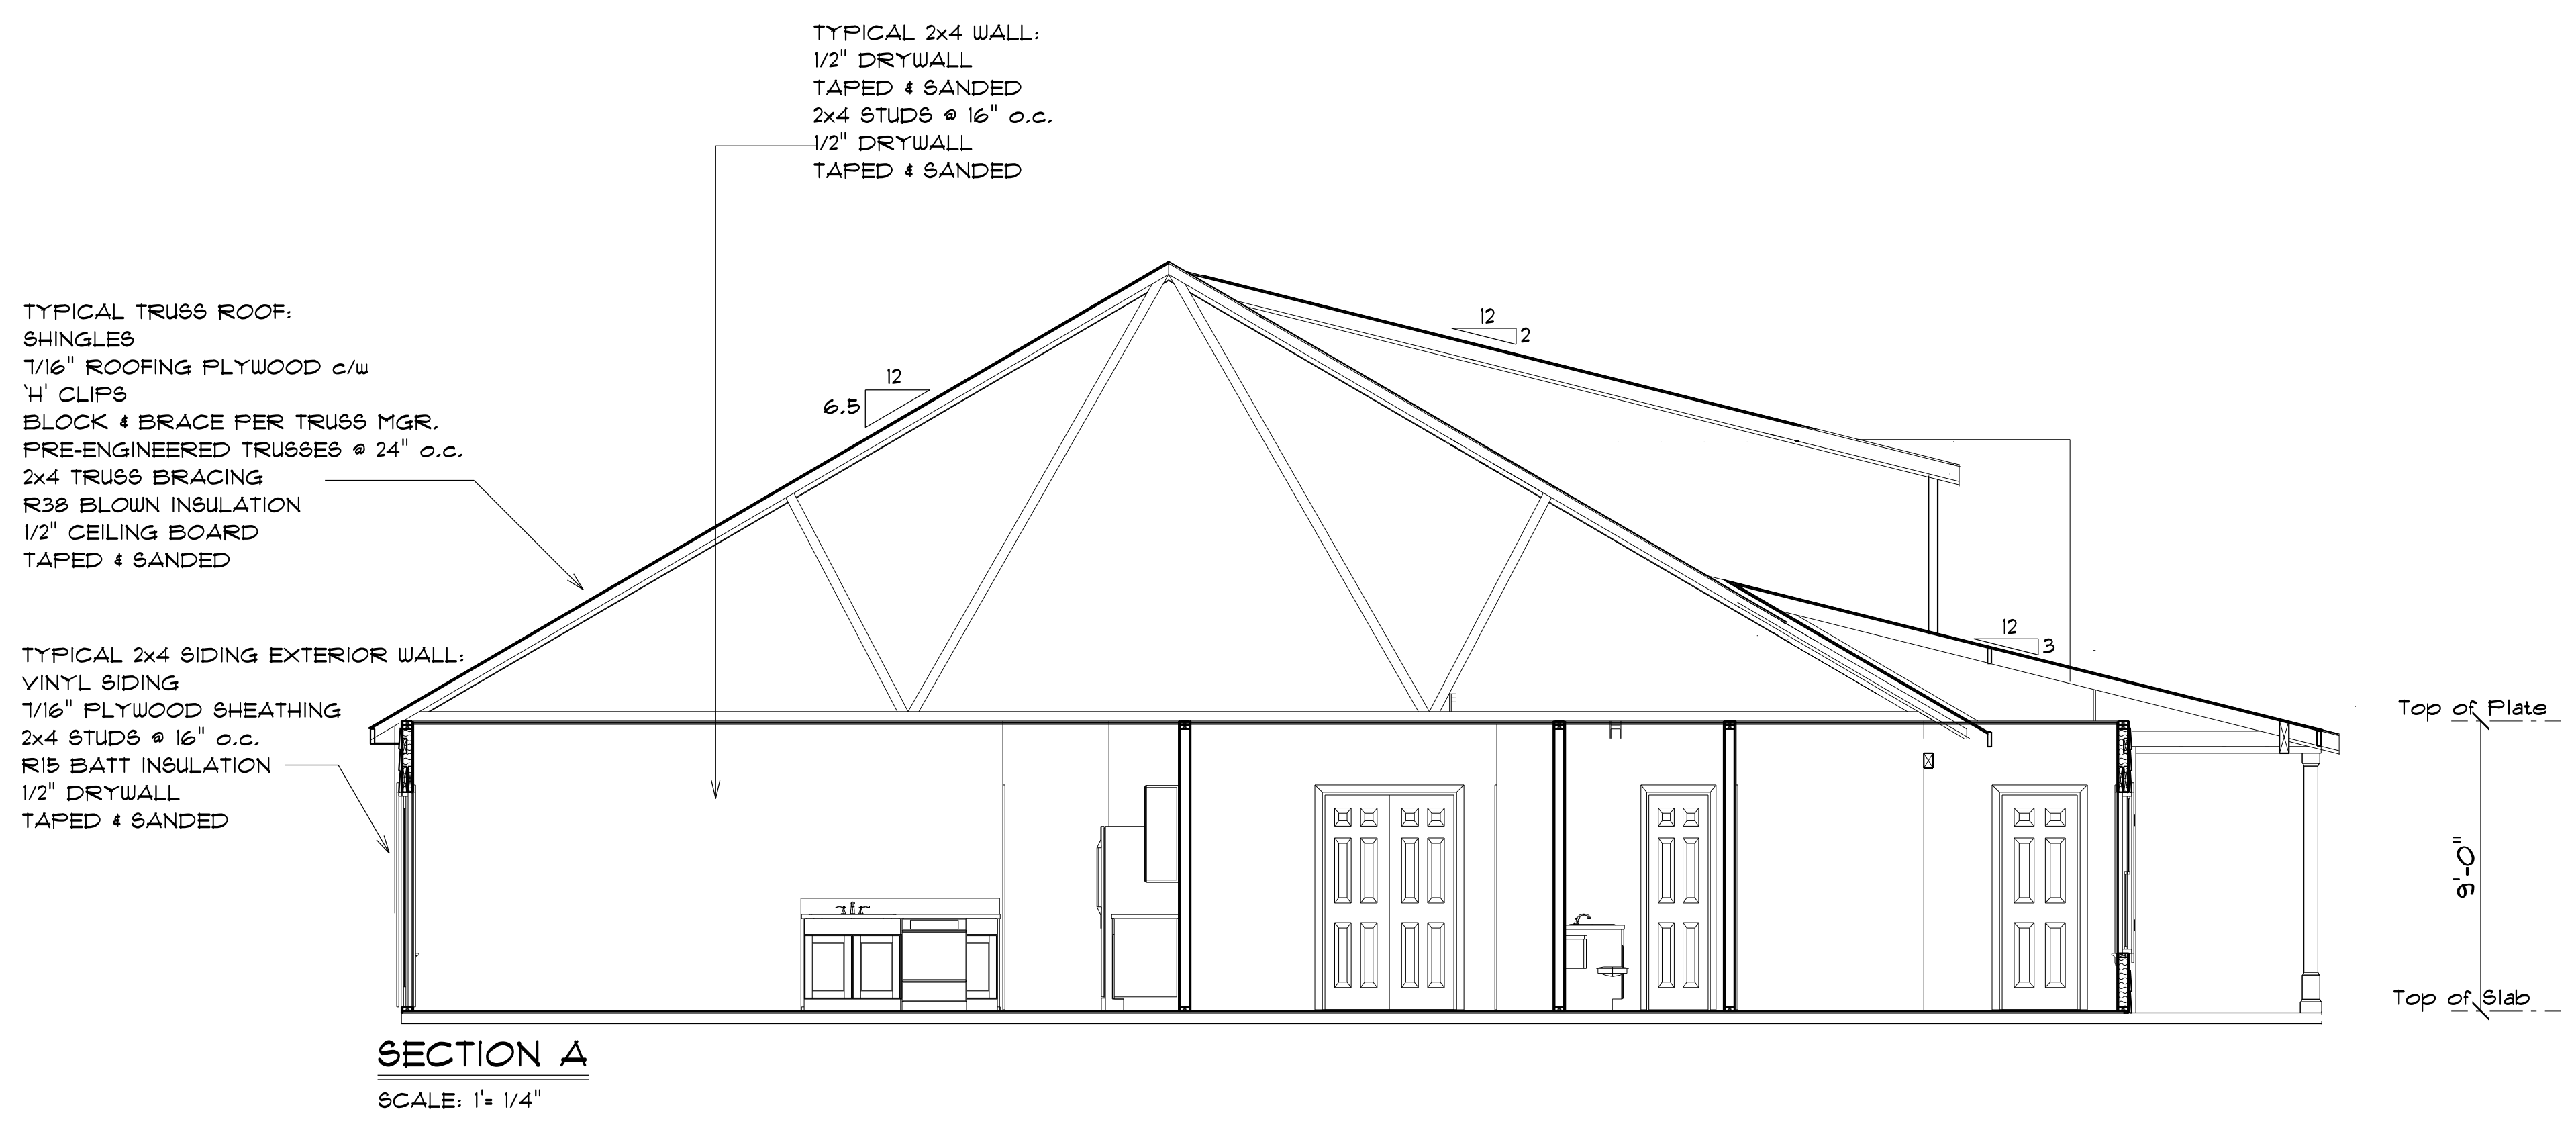 TYPICAL 2x4 WALL:
1/2" DRYWALL
TAPED & SANDED
2x4 STUDS @ 16" o.c.
1/2" DRYWALL
TAPED & SANDED
TYPICAL TRUSS ROOF:
SHINGLES
7/16" ROOFING PLYWOOD c/w
'H' CLIPS
BLOCK & BRACE PER TRUSS MGR.
PRE-ENGINEERED TRUSSES @ 24" o.c.
2x4 TRUSS BRACING
R38 BLOWN INSULATION
1/2" CEILING BOARD
TAPED & SANDED
12
6.5
12
2
12
3
TYPICAL 2x4 SIDING EXTERIOR WALL:
VINYL SIDING
7/16" PLYWOOD SHEATHING
2x4 STUDS @ 16" o.c.
R15 BATT INSULATION
1/2" DRYWALL
TAPED & SANDED
Top of Plate
9'-0"
Top of Slab
SECTION A
SCALE: 1'= 1/4"